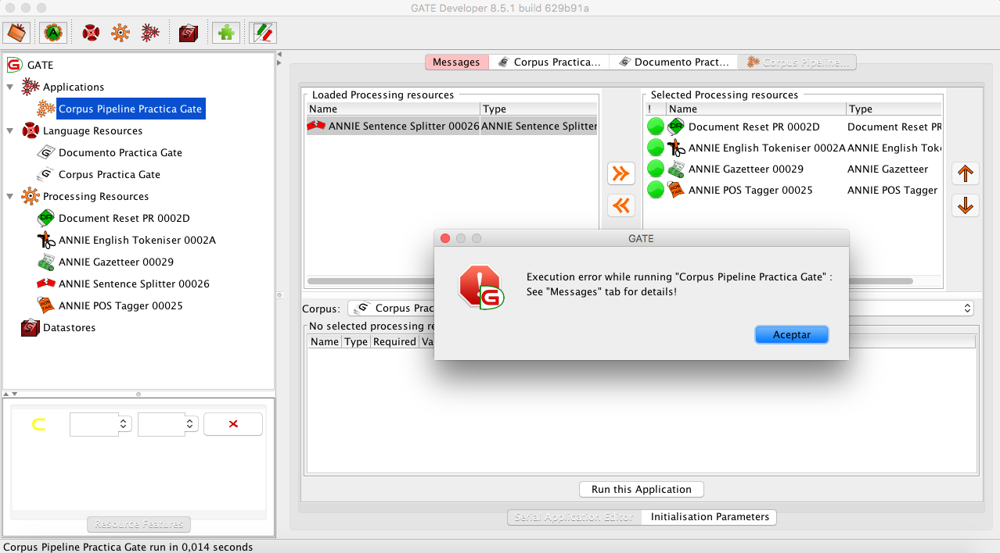 GATE Developer 8.5.1 build 629b91a
GATE
Applications
Corpus Pipeline Practica Gate
Language Resources
Documento Practica Gate
Corpus Practica Gate
Processing Resources
Document Reset PR 0002D
ANNIE English Tokeniser 0002A
ANNIE Gazetteer 00029
ANNIE Sentence Splitter 00026
ANNIE POS Tagger 00025
Datastores
Resource Features
Messages
Corpus Practica...
Documento Pract...
Corpus Pipeline...
Loaded Processing resources
Name Type
ANNIE Sentence Splitter 00026 ANNIE Sentence Splitter
Selected Processing resources
! Name Type
Document Reset PR 0002D Document Reset PR
ANNIE English Tokeniser 0002A ANNIE English Tok
ANNIE Gazetteer 00029 ANNIE Gazetteer
ANNIE POS Tagger 00025 ANNIE POS Tagger
GATE
Execution error while running "Corpus Pipeline Practica Gate" :
See "Messages" tab for details!
Aceptar
Corpus: Corpus Prac
No selected processing re
Name Type Required Va
Run this Application
Serial Application Editor
Initialisation Parameters
Corpus Pipeline Practica Gate run in 0,014 seconds